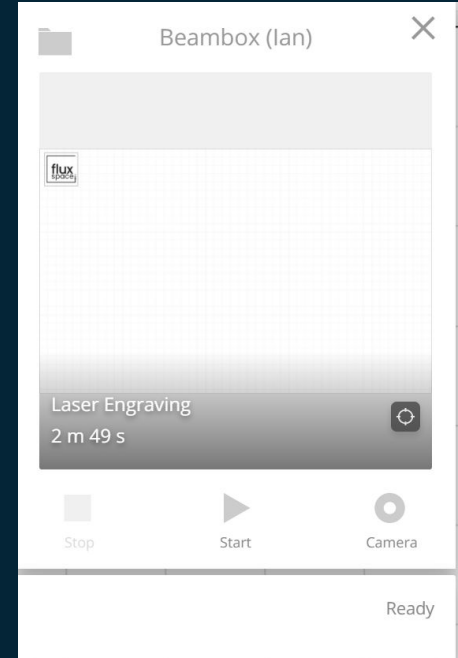 Beambox (Ian)
flux
space
Laser Engraving
2 m 49 s
Stop
Start
Camera
Ready